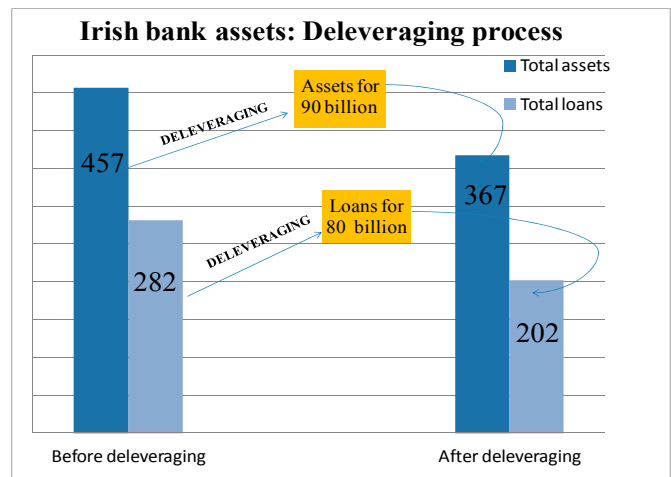 Irish bank assets: Deleveraging process
Total assets
Total loans
Assets for
90 billion
DELEVERAGING
457
367
Loans for
80 billion
DELEVERAGING
282
202
Before deleveraging
After deleveraging